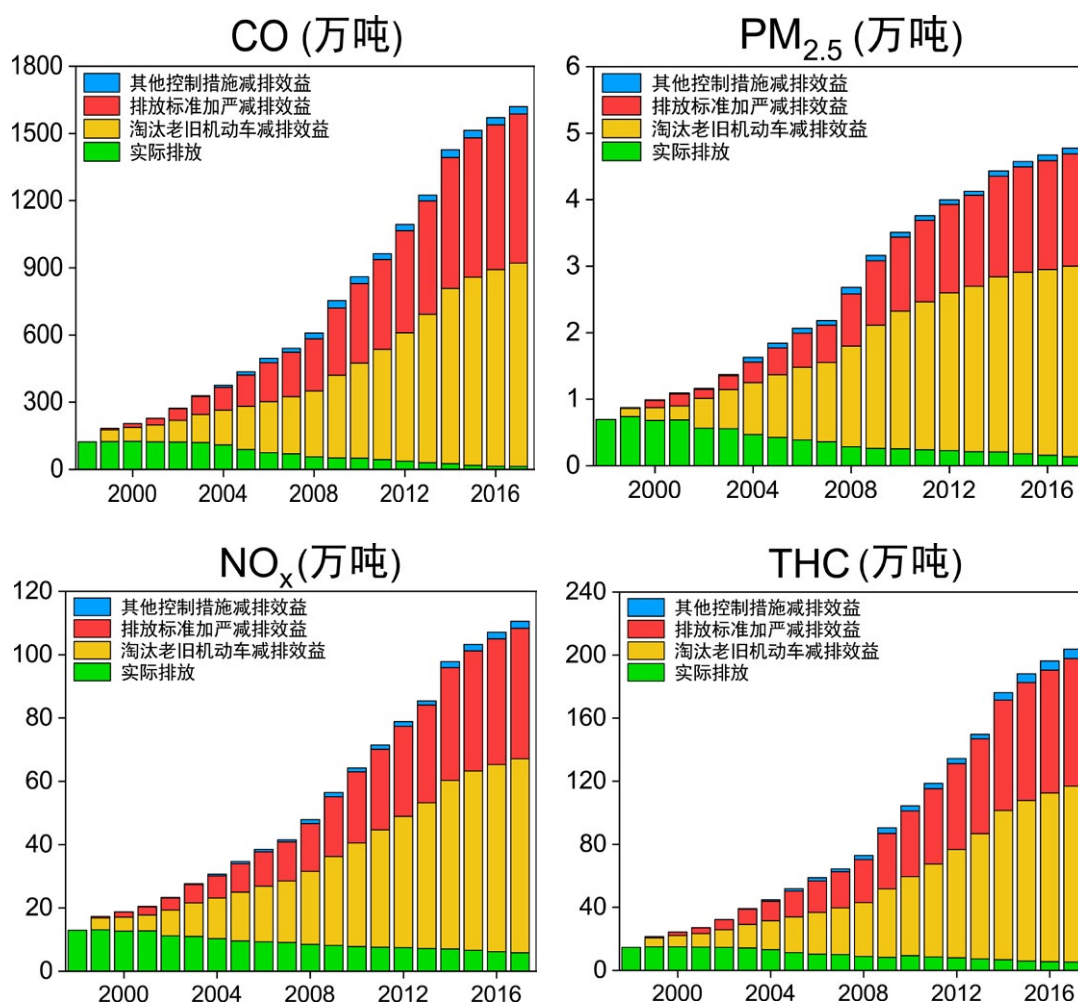 CO (万吨)
1800
1500
1200
900
600
300
0
其他控制措施减排效益
排放标准加严减排效益
淘汰老旧机动车减排效益
实际排放
2000 2004 2008 2012 2016
PM2.5 (万吨)
6
5
4
3
2
1
0
其他控制措施减排效益
排放标准加严减排效益
淘汰老旧机动车减排效益
实际排放
2000 2004 2008 2012 2016
NOx (万吨)
120
100
80
60
40
20
0
其他控制措施减排效益
排放标准加严减排效益
淘汰老旧机动车减排效益
实际排放
2000 2004 2008 2012 2016
THC (万吨)
240
200
160
120
80
40
0
其他控制措施减排效益
排放标准加严减排效益
淘汰老旧机动车减排效益
实际排放
2000 2004 2008 2012 2016